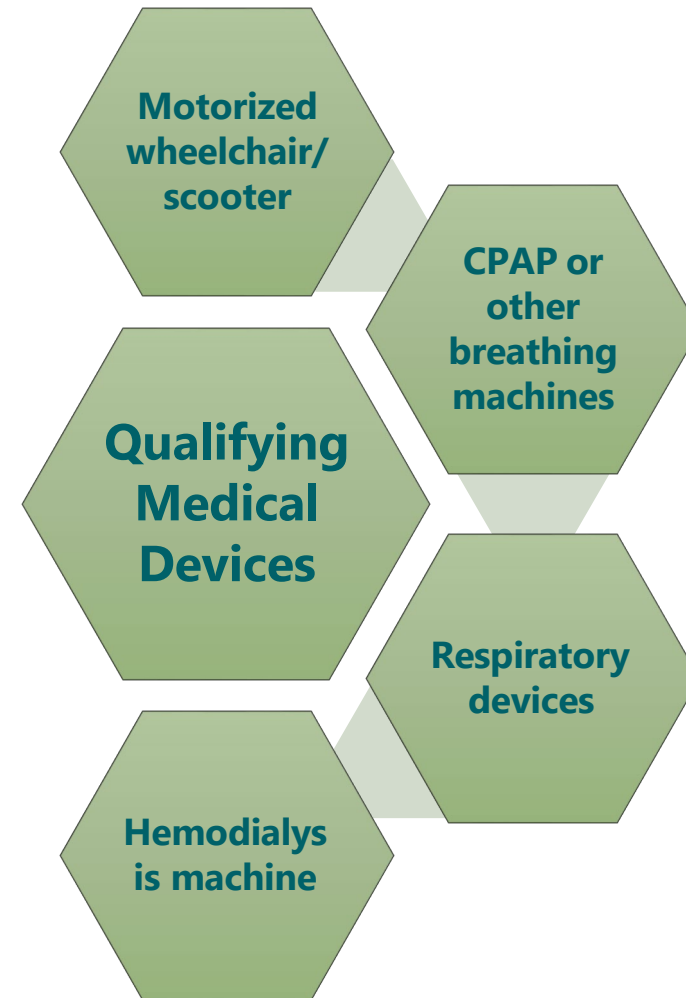 Motorized
wheelchair/
scooter
CPAP or
other
breathing
machines
Qualifying
Medical
Devices
Respiratory
devices
Hemodialys
is machine